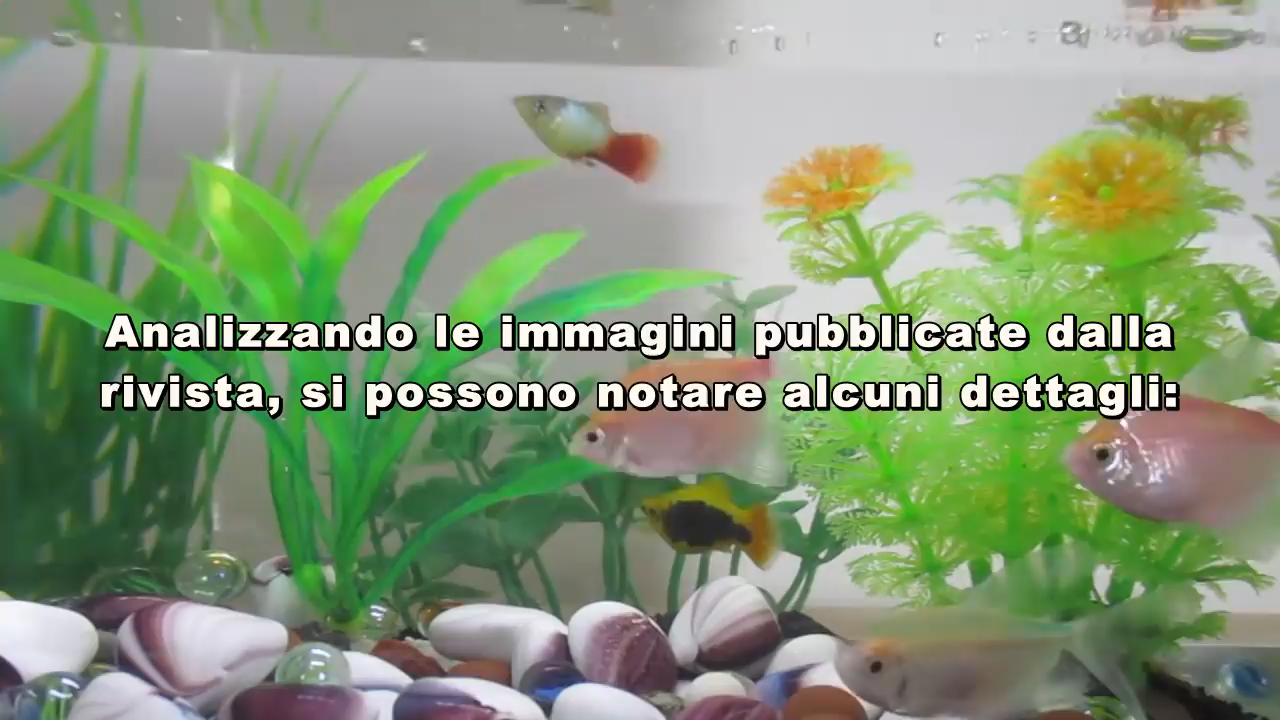 Analizzando le immagini pubblicate dalla
rivista, si possono notare alcuni dettagli: